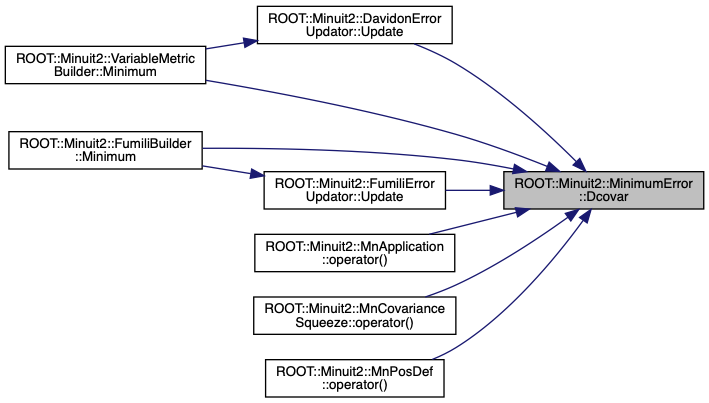 ROOT::Minuit2::DavidonError
Updator::Update
ROOT::Minuit2::VariableMetric
Builder::Minimum
ROOT::Minuit2::FumiliBuilder
::Minimum
ROOT::Minuit2::FumiliError
Updator::Update
ROOT::Minuit2::MinimumError
::Dcovar
ROOT::Minuit2::MnApplication
::operator()
ROOT::Minuit2::MnCovariance
Squeeze::operator()
ROOT::Minuit2::MnPosDef
::operator()